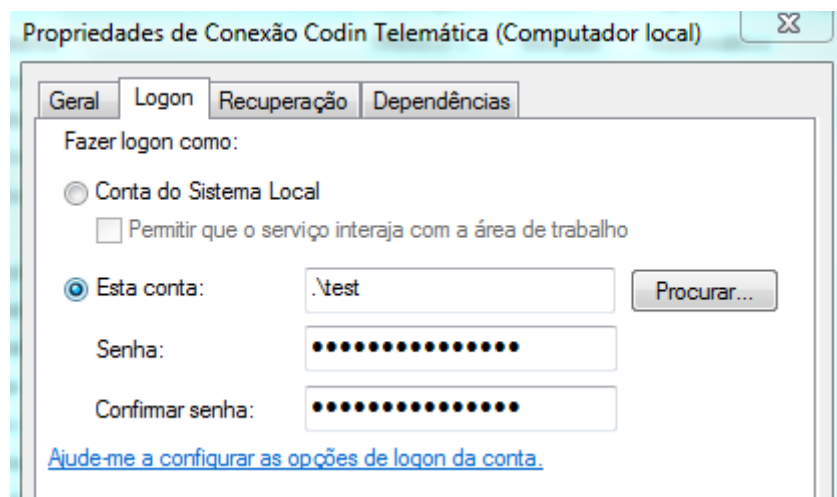 Propriedades de Conexão Codin Telemática (Computador local)
Geral Logon Recuperação Dependências
Fazer logon como:
Conta do Sistema Local
Permitir que o serviço interaja com a área de trabalho
Esta conta: .\test Procurar...
Senha: •••••••••••••••
Confirmar senha: •••••••••••••••
Ajude-me a configurar as opções de logon da conta.